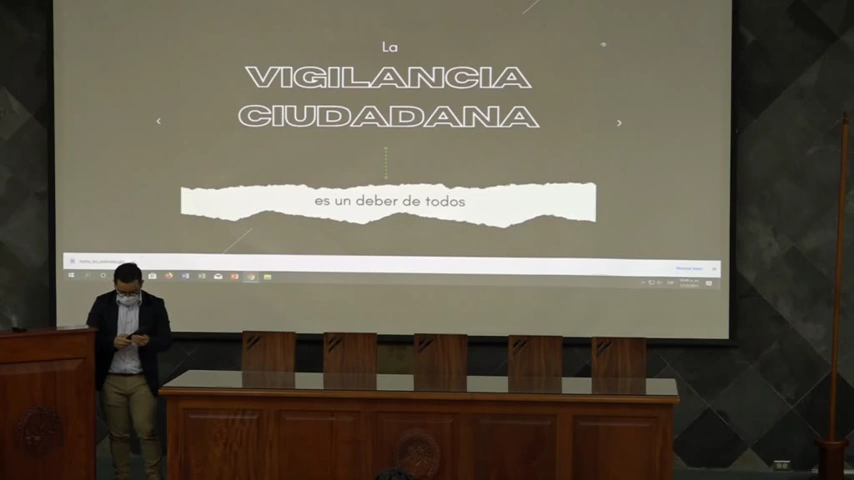 La
VIGILANCIA
CIUDADANA
es un deber de todos